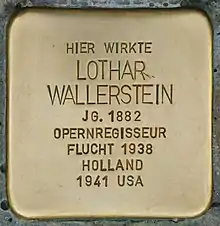 HIER WIRKTE
LOTHAR
WALLERSTEIN
JG. 1882
OPERNREGISSEUR
FLUCHT 1938
HOLLAND
1941 USA